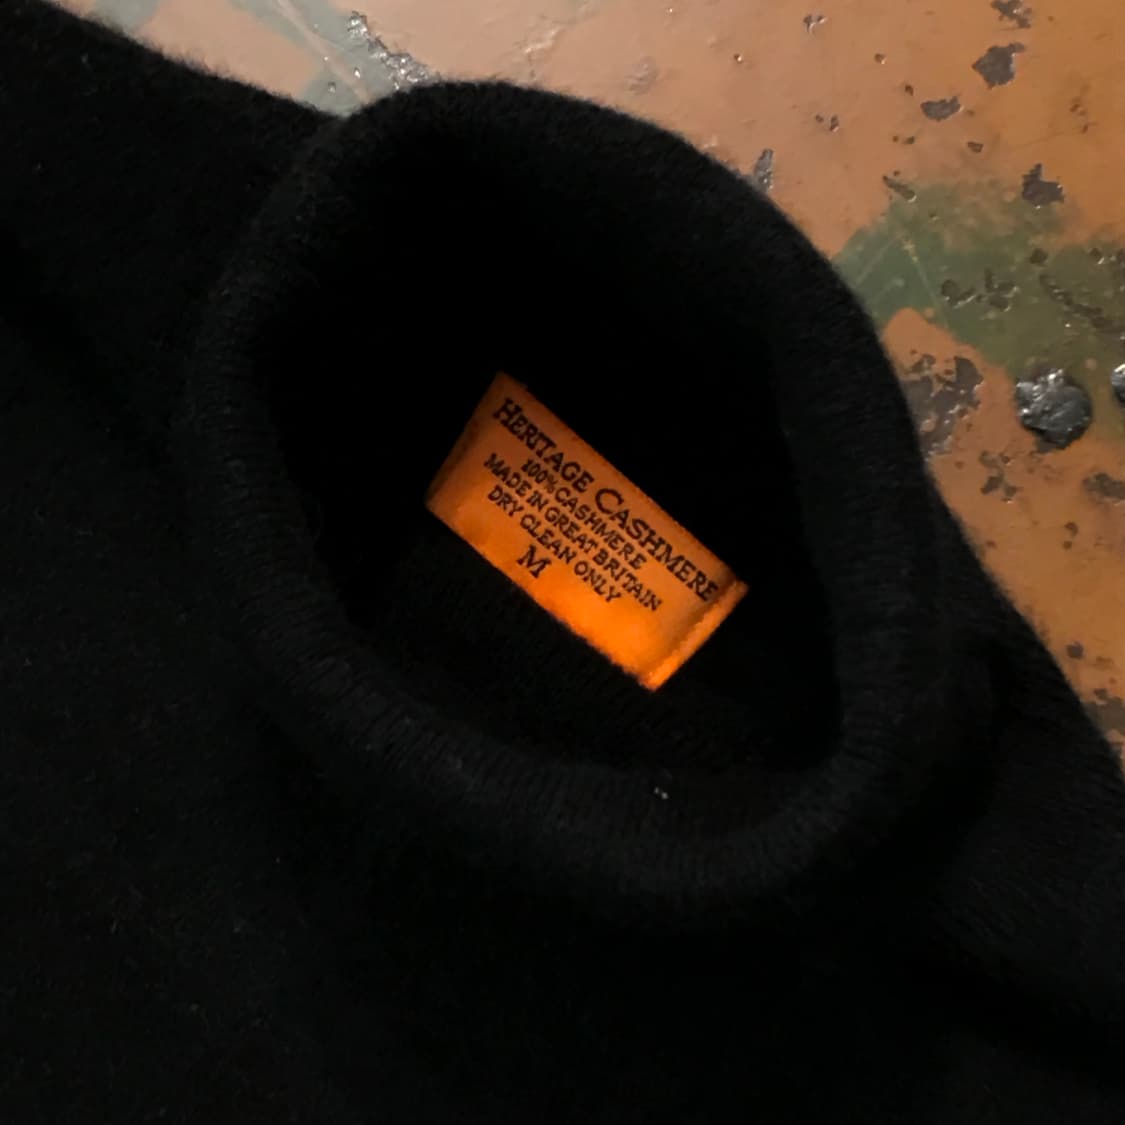 HERITAGE CASHMERE
100% CASHMERE
MADE IN GREAT BRITAIN
DRY CLEAN ONLY
M